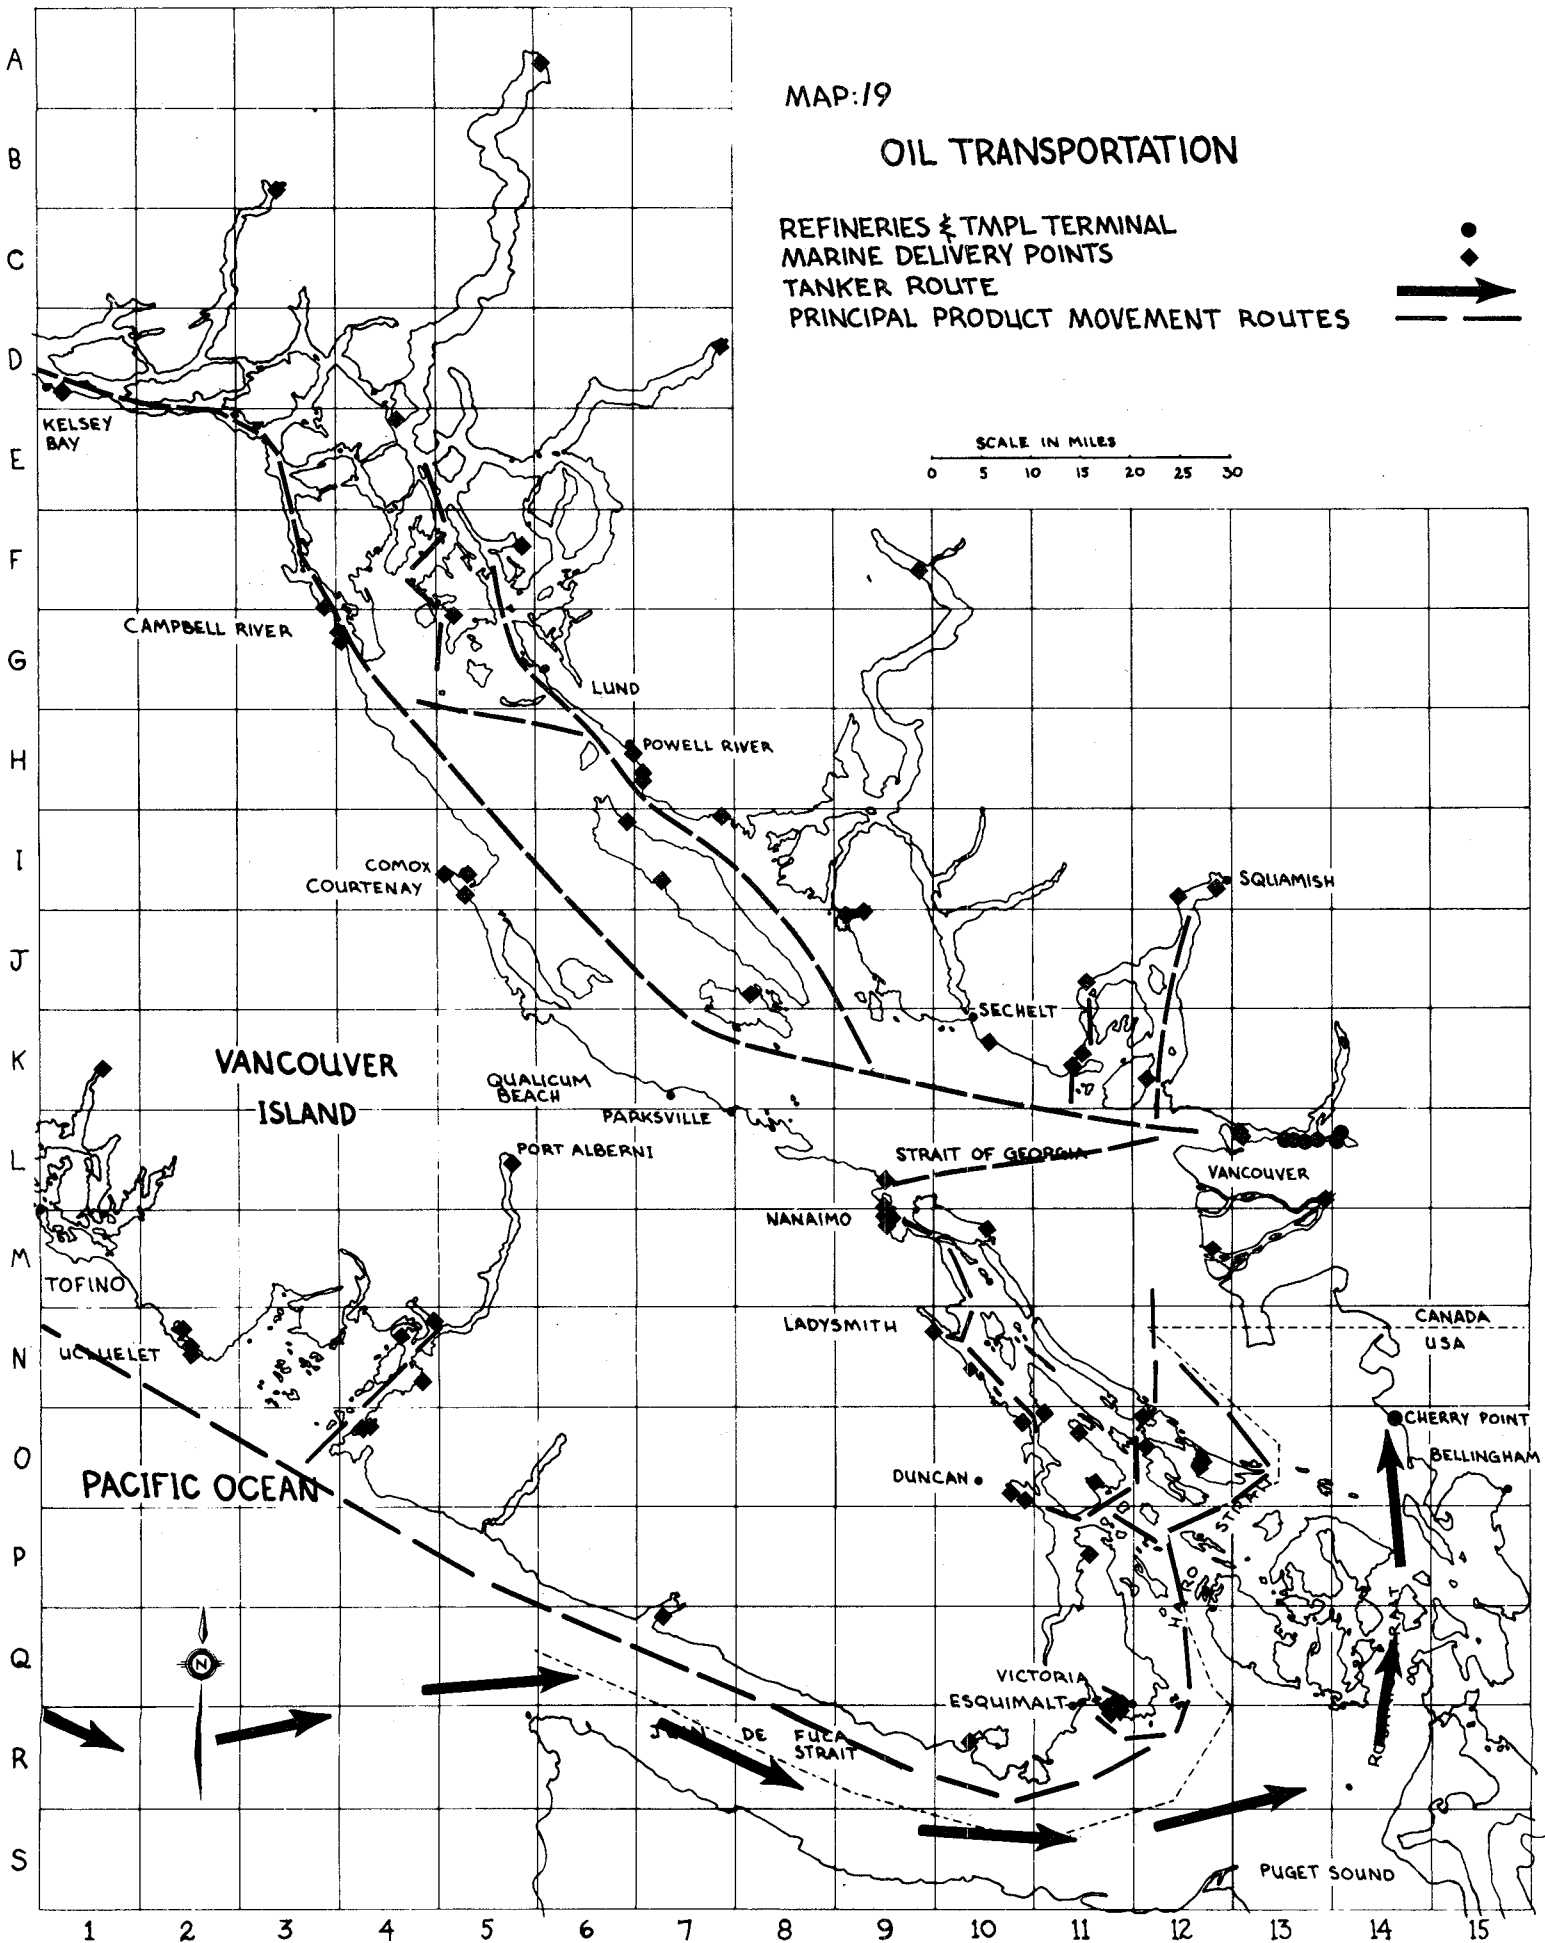 MAP:19
OIL TRANSPORTATION
REFINERIES & TMPL TERMINAL
MARINE DELIVERY POINTS
TANKER ROUTE
PRINCIPAL PRODUCT MOVEMENT ROUTES
SCALE IN MILES
0 5 10 15 20 25 30
A
B
C
D
E
F
G
H
I
J
K
L
M
N
O
P
Q
R
S
KELSEY
BAY
CAMPBELL RIVER
LUND
POWELL RIVER
COMOX
COURTENAY
SQUAMISH
SECHELT
VANCOUVER
ISLAND
QUALICUM
BEACH
PARKSVILLE
PORT ALBERNI
STRAIT OF GEORGIA
VANCOUVER
NANAIMO
TOFINO
LADYSMITH
CANADA
USA
UCLUELET
CHERRY POINT
BELLINGHAM
DUNCAN
PACIFIC OCEAN
HARO STRAIT
N
VICTORIA
ESQUIMALT
JUAN DE FUCA
STRAIT
PUGET SOUND
1 2 3 4 5 6 7 8 9 10 11 12 13 14 15